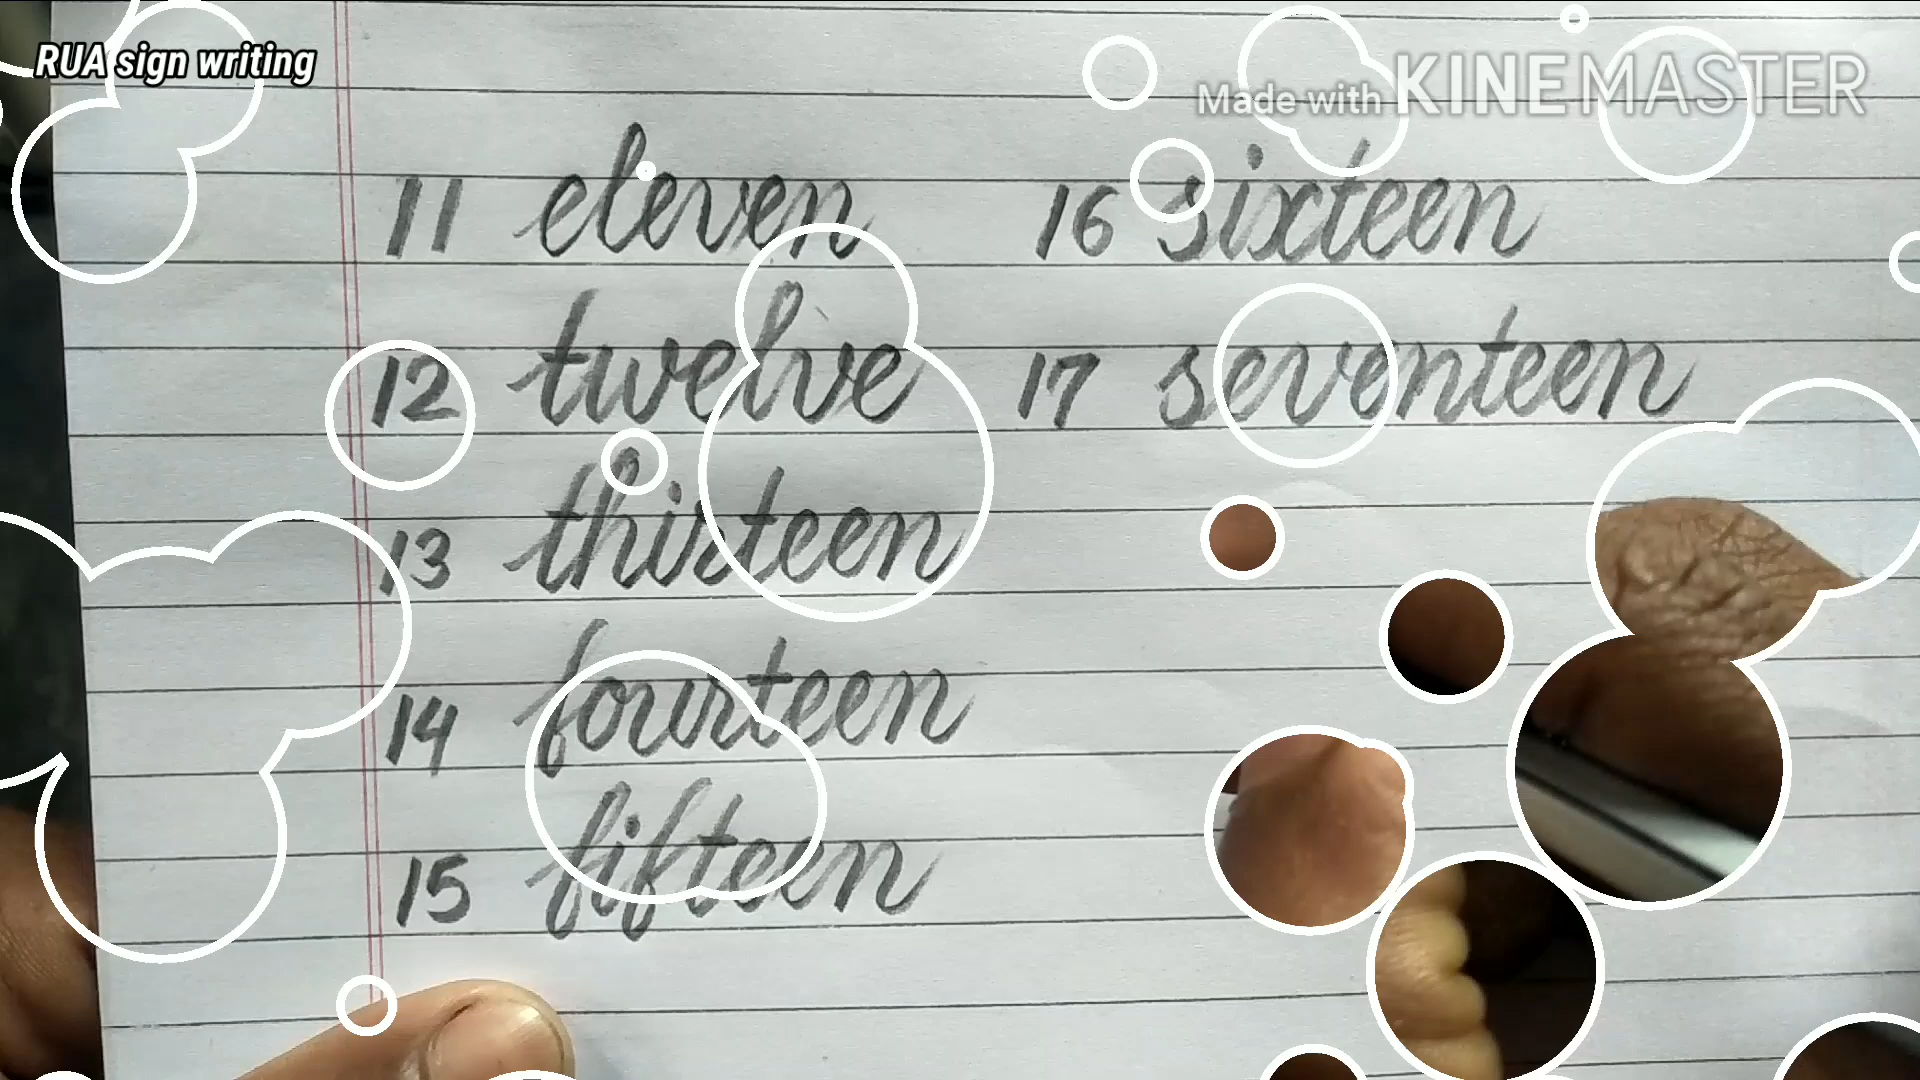 RUA sign writing
Made with KINEMASTER
11 eleven
12 twelve
13 thirteen
14 fourteen
15 fifteen
16 sixteen
17 seventeen